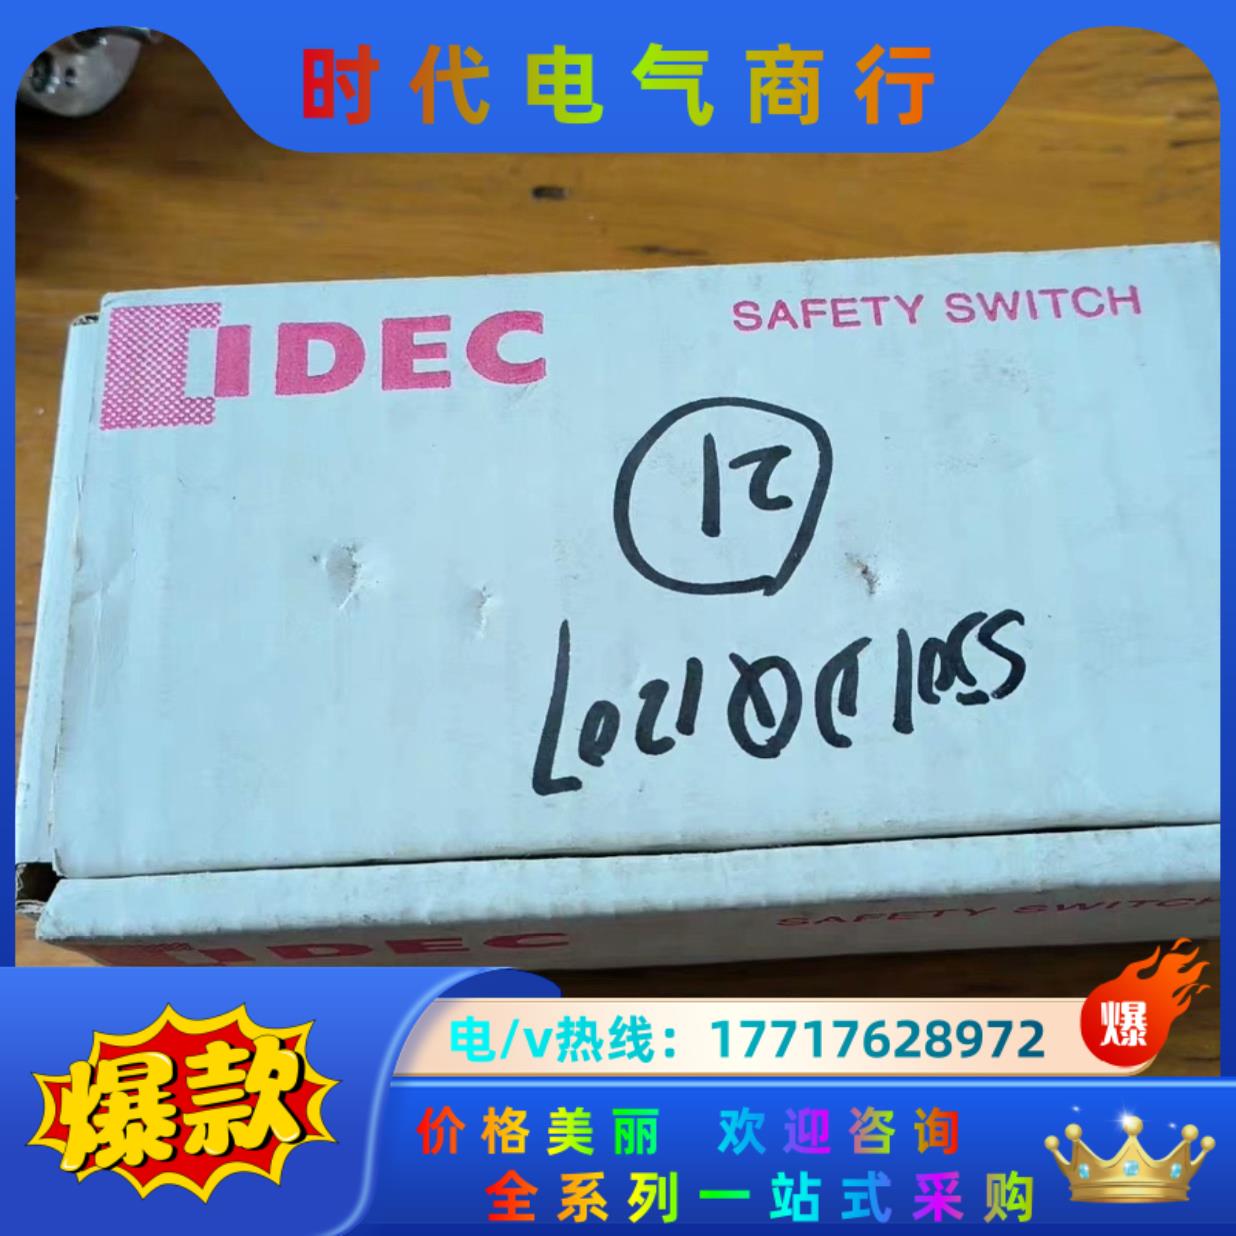 时代电气商行
IDEC
SAFETY SWITCH
12
IDEC
SAFETY SWITCH
爆
电/v热线：17717628972
爆款
价格美丽 欢迎咨询
全系列一站式采购